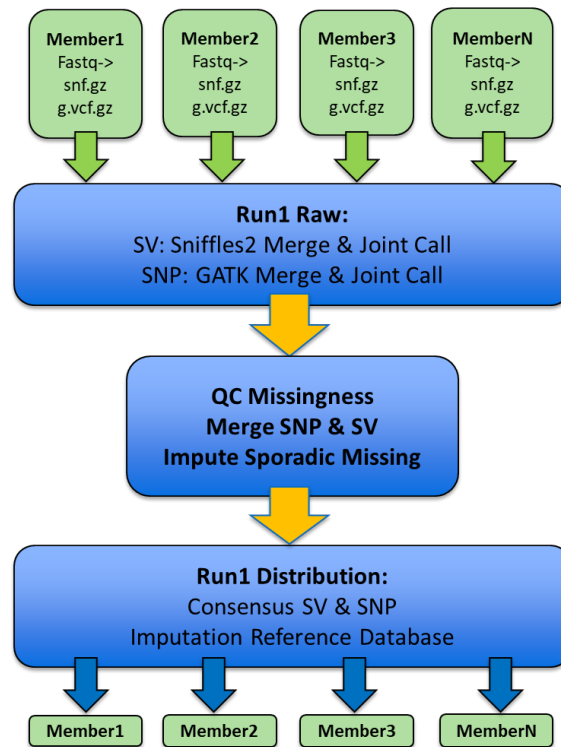 Member1
Fastq->
snf.gz
g.vcf.gz
Member2
Fastq->
snf.gz
g.vcf.gz
Member3
Fastq->
snf.gz
g.vcf.gz
MemberN
Fastq->
snf.gz
g.vcf.gz
Run1 Raw:
SV: Sniffles2 Merge & Joint Call
SNP: GATK Merge & Joint Call
QC Missingness
Merge SNP & SV
Impute Sporadic Missing
Run1 Distribution:
Consensus SV & SNP
Imputation Reference Database
Member1
Member2
Member3
MemberN